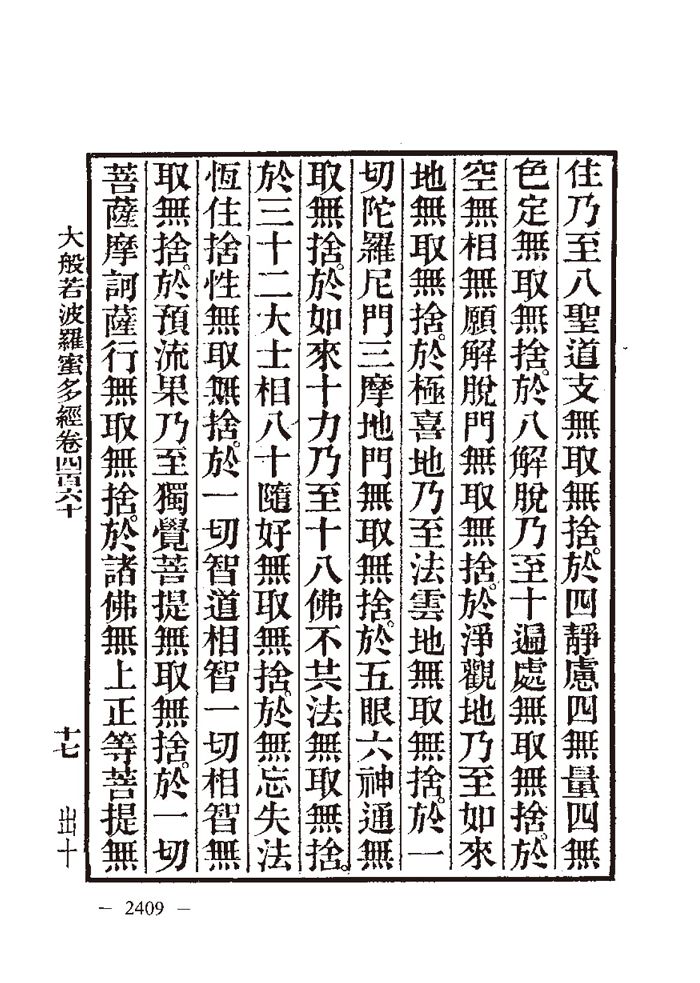 住乃至八聖道支無取無捨。於四靜慮四無量四無
色定無取無捨。於八解脫乃至十遍處無取無捨。於
空無相無願解脫門無取無捨。於淨觀地乃至如來
地無取無捨。於極喜地乃至法雲地無取無捨。於一
切陀羅尼門三摩地門無取無捨。於五眼六神通無
取無捨。於如來十力乃至十八佛不共法無取無捨。
於三十二大士相八十隨好無取無捨。於無忘失法
恆住捨性無取無捨。於一切智道相智一切相智無
取無捨。於預流果乃至獨覺菩提無取無捨。於一切
菩薩摩訶薩行無取無捨。於諸佛無上正等菩提無
大般若波羅蜜多經卷四百六十
十七
出十
— 2409 —